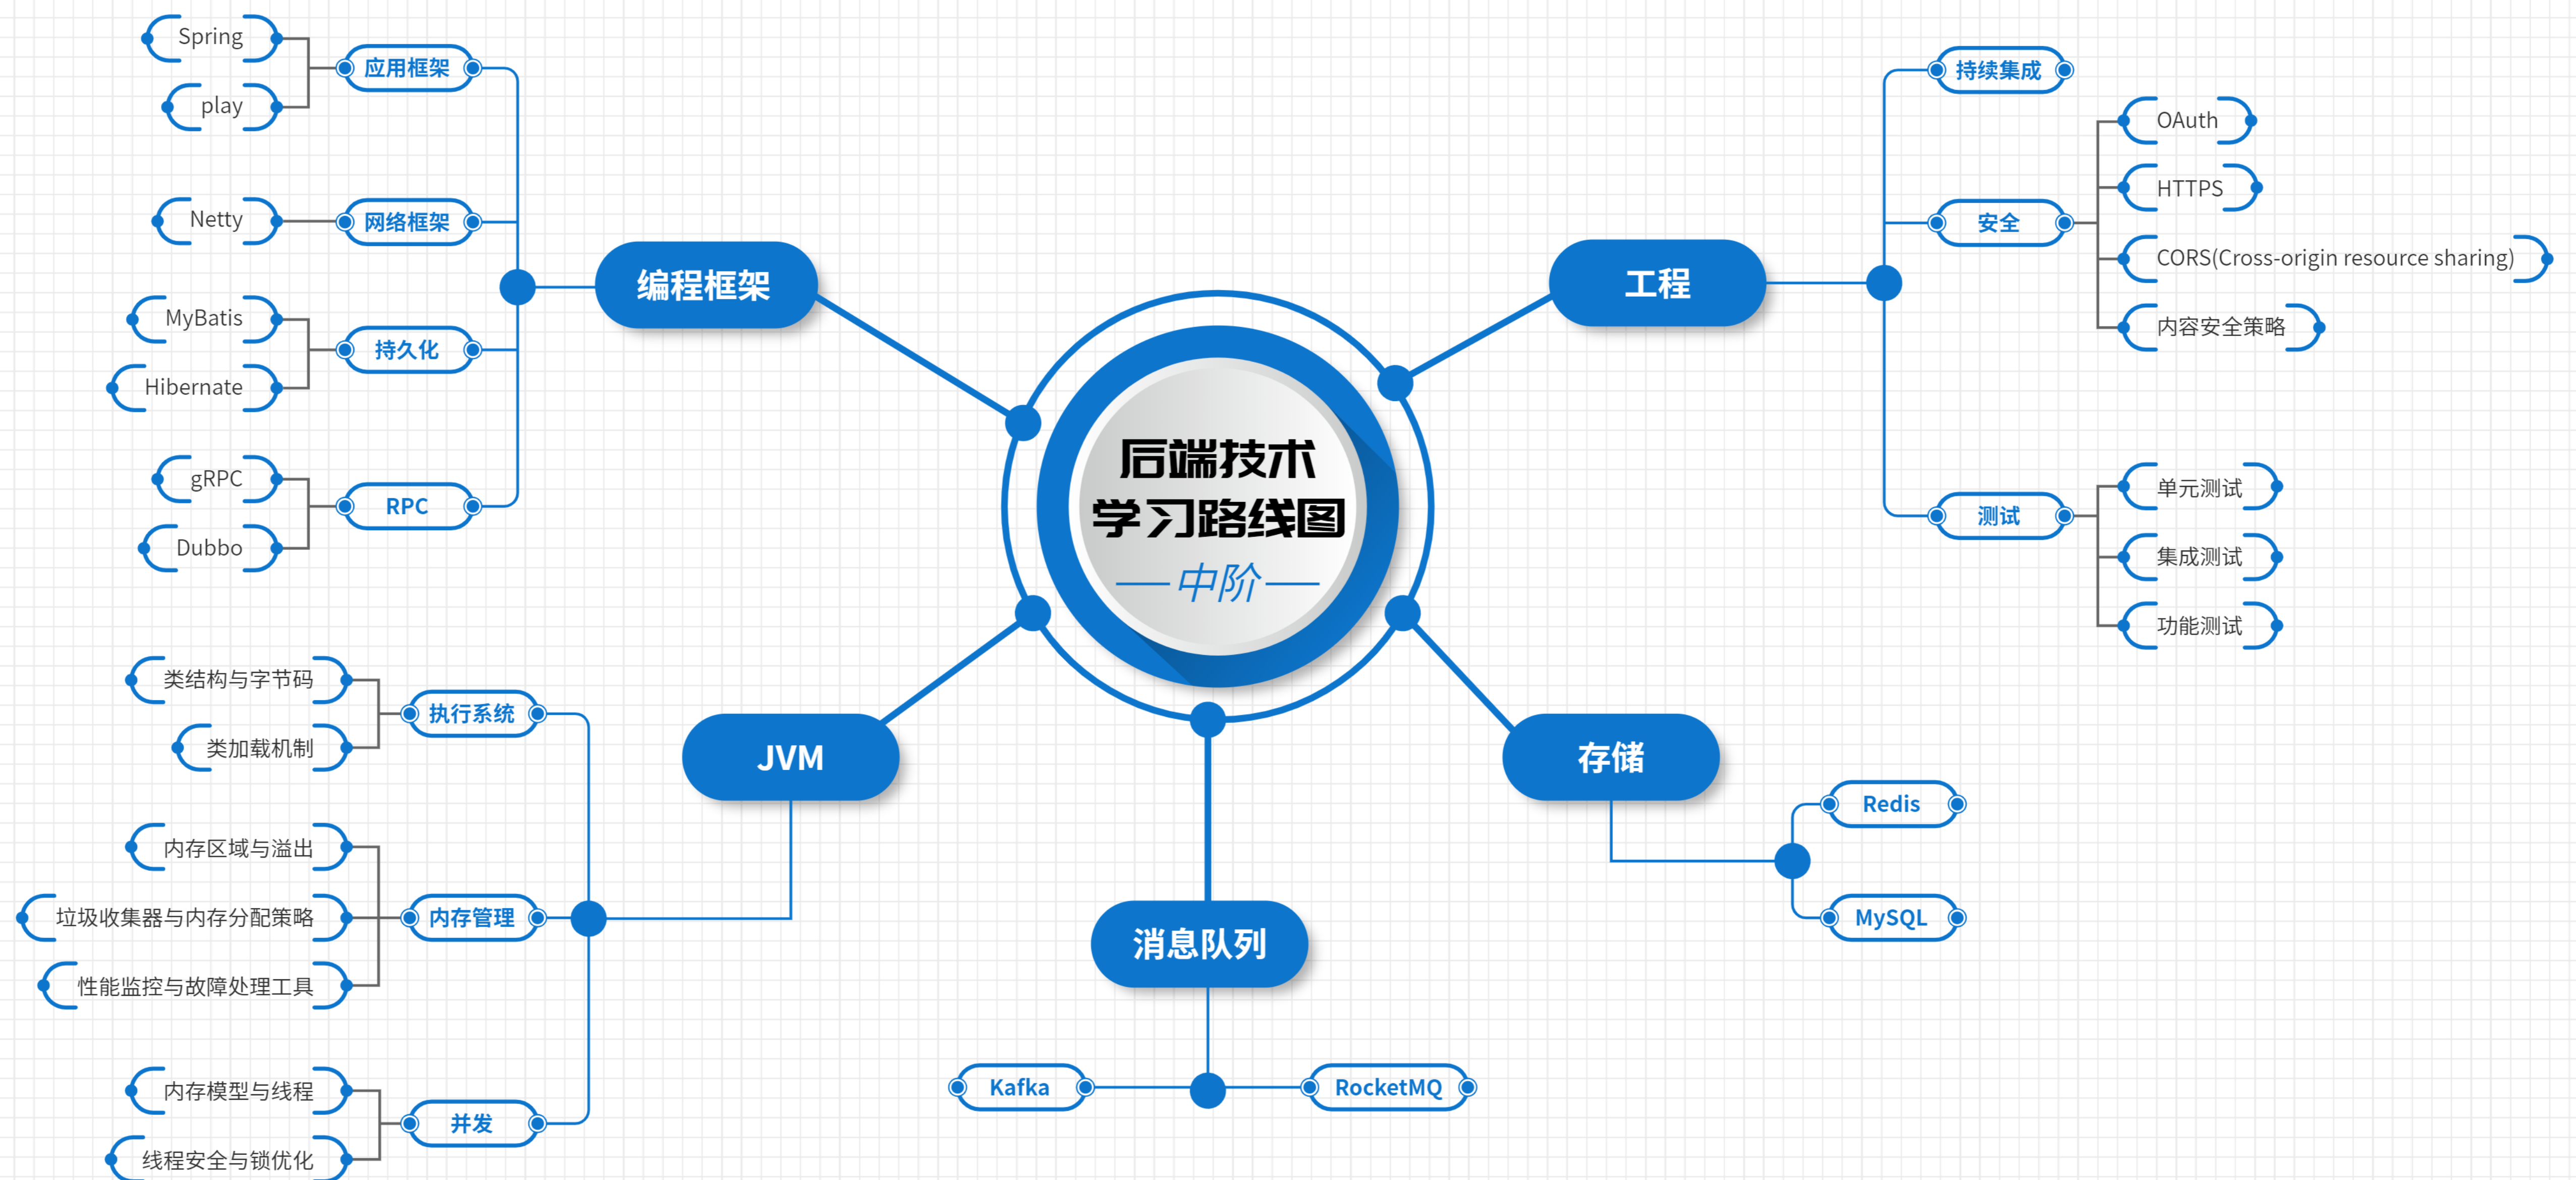 后端技术
学习路线图
中阶
编程框架
应用框架
Spring
play
网络框架
Netty
持久化
MyBatis
Hibernate
RPC
gRPC
Dubbo
工程
持续集成
安全
OAuth
HTTPS
CORS(Cross-origin resource sharing)
内容安全策略
测试
单元测试
集成测试
功能测试
JVM
执行系统
类结构与字节码
类加载机制
内存管理
内存区域与溢出
垃圾收集器与内存分配策略
性能监控与故障处理工具
并发
内存模型与线程
线程安全与锁优化
消息队列
Kafka
RocketMQ
存储
Redis
MySQL